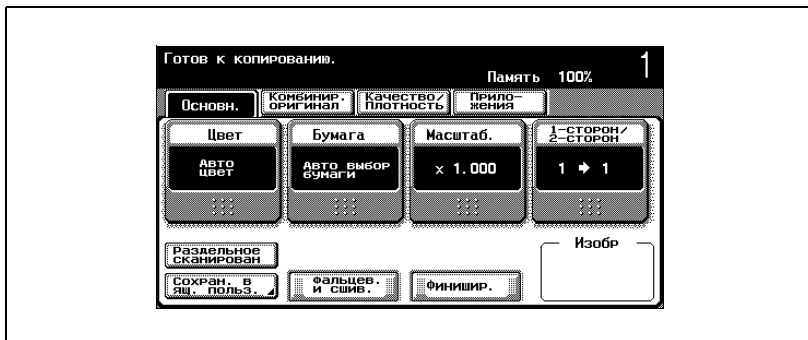 Готов к копированию.
Память 100%
1
Основн.
Комбинир.
оригинал
Качество/
Плотность
Прило-
жения
Цвет
Бумага
Масштаб.
1-СТОРОН/
2-СТОРОН
Авто
цвет
Авто выбор
бумаги
x 1.000
1 ➔ 1
Раздельное
сканирован
Изобр
Сохран. в
ящ. польз.
Фальцев.
и сшив.
Финишир.